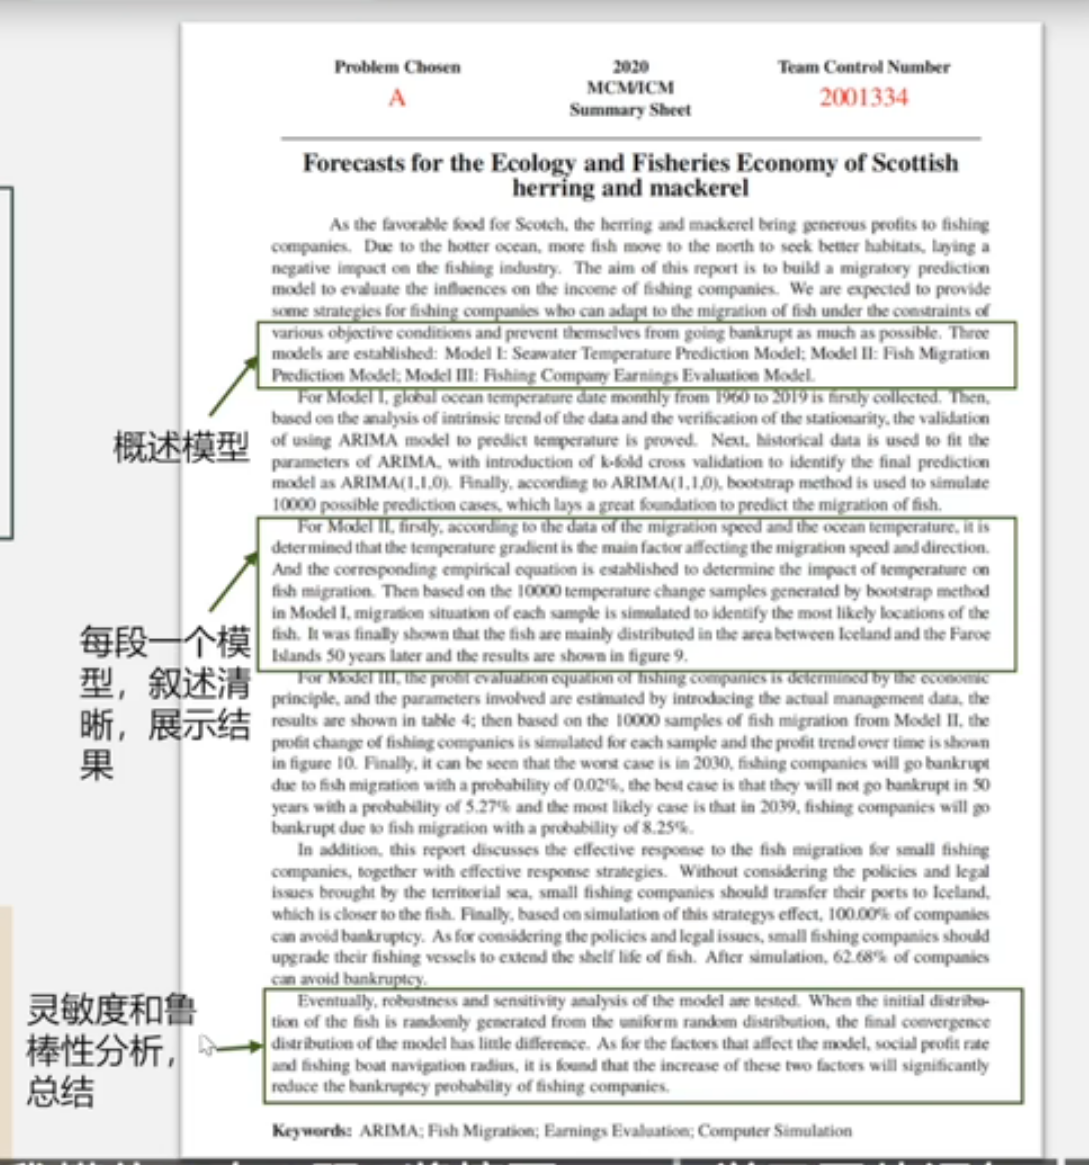 Problem Chosen
A
2020
MCM/ICM
Summary Sheet
Team Control Number
2001334
Forecasts for the Ecology and Fisheries Economy of Scottish
herring and mackerel
As the favorable food for Scotch, the herring and mackerel bring generous profits to fishing
companies. Due to the hotter ocean, more fish move to the north to seek better habitats, laying a
negative impact on the fishing industry. The aim of this report is to build a migratory prediction
model to evaluate the influences on the income of fishing companies. We are expected to provide
some strategies for fishing companies who can adapt to the migration of fish under the constraints of
various objective conditions and prevent themselves from going bankrupt as much as possible. Three
models are established: Model I: Seawater Temperature Prediction Model; Model II: Fish Migration
Prediction Model; Model III: Fishing Company Earnings Evaluation Model.
For Model I, global ocean temperature date monthly from 1960 to 2019 is firstly collected. Then,
based on the analysis of intrinsic trend of the data and the verification of the stationarity, the validation
of using ARIMA model to predict temperature is proved. Next, historical data is used to fit the
parameters of ARIMA, with introduction of k-fold cross validation to identify the final prediction
model as ARIMA(1,1,0). Finally, according to ARIMA(1,1,0), bootstrap method is used to simulate
10000 possible prediction cases, which lays a great foundation to predict the migration of fish.
For Model II, firstly, according to the data of the migration speed and the ocean temperature, it is
determined that the temperature gradient is the main factor affecting the migration speed and direction.
And the corresponding empirical equation is established to determine the impact of temperature on
fish migration. Then based on the 10000 temperature change samples generated by bootstrap method
in Model I, migration situation of each sample is simulated to identify the most likely locations of the
fish. It was finally shown that the fish are mainly distributed in the area between Iceland and the Faroe
Islands 50 years later and the results are shown in figure 9.
For Model III, the profit evaluation equation of fishing companies is determined by the economic
principle, and the parameters involved are estimated by introducing the actual management data, the
results are shown in table 4; then based on the 10000 samples of fish migration from Model II, the
profit change of fishing companies is simulated for each sample and the profit trend over time is shown
in figure 10. Finally, it can be seen that the worst case is in 2030, fishing companies will go bankrupt
due to fish migration with a probability of 0.02%, the best case is that they will not go bankrupt in 50
years with a probability of 5.27% and the most likely case is that in 2039, fishing companies will go
bankrupt due to fish migration with a probability of 8.25%.
In addition, this report discusses the effective response to the fish migration for small fishing
companies, together with effective response strategies. Without considering the policies and legal
issues brought by the territorial sea, small fishing companies should transfer their ports to Iceland,
which is closer to the fish. Finally, based on simulation of this strategys effect, 100.00% of companies
can avoid bankruptcy. As for considering the policies and legal issues, small fishing companies should
upgrade their fishing vessels to extend the shelf life of fish. After simulation, 62.68% of companies
can avoid bankruptcy.
Eventually, robustness and sensitivity analysis of the model are tested. When the initial distribu-
tion of the fish is randomly generated from the uniform random distribution, the final convergence
distribution of the model has little difference. As for the factors that affect the model, social profit rate
and fishing boat navigation radius, it is found that the increase of these two factors will significantly
reduce the bankruptcy probability of fishing companies.
Keywords: ARIMA; Fish Migration; Earnings Evaluation; Computer Simulation
概述模型
每段一个模
型，叙述清
晰，展示结
果
灵敏度和鲁
棒性分析，
总结